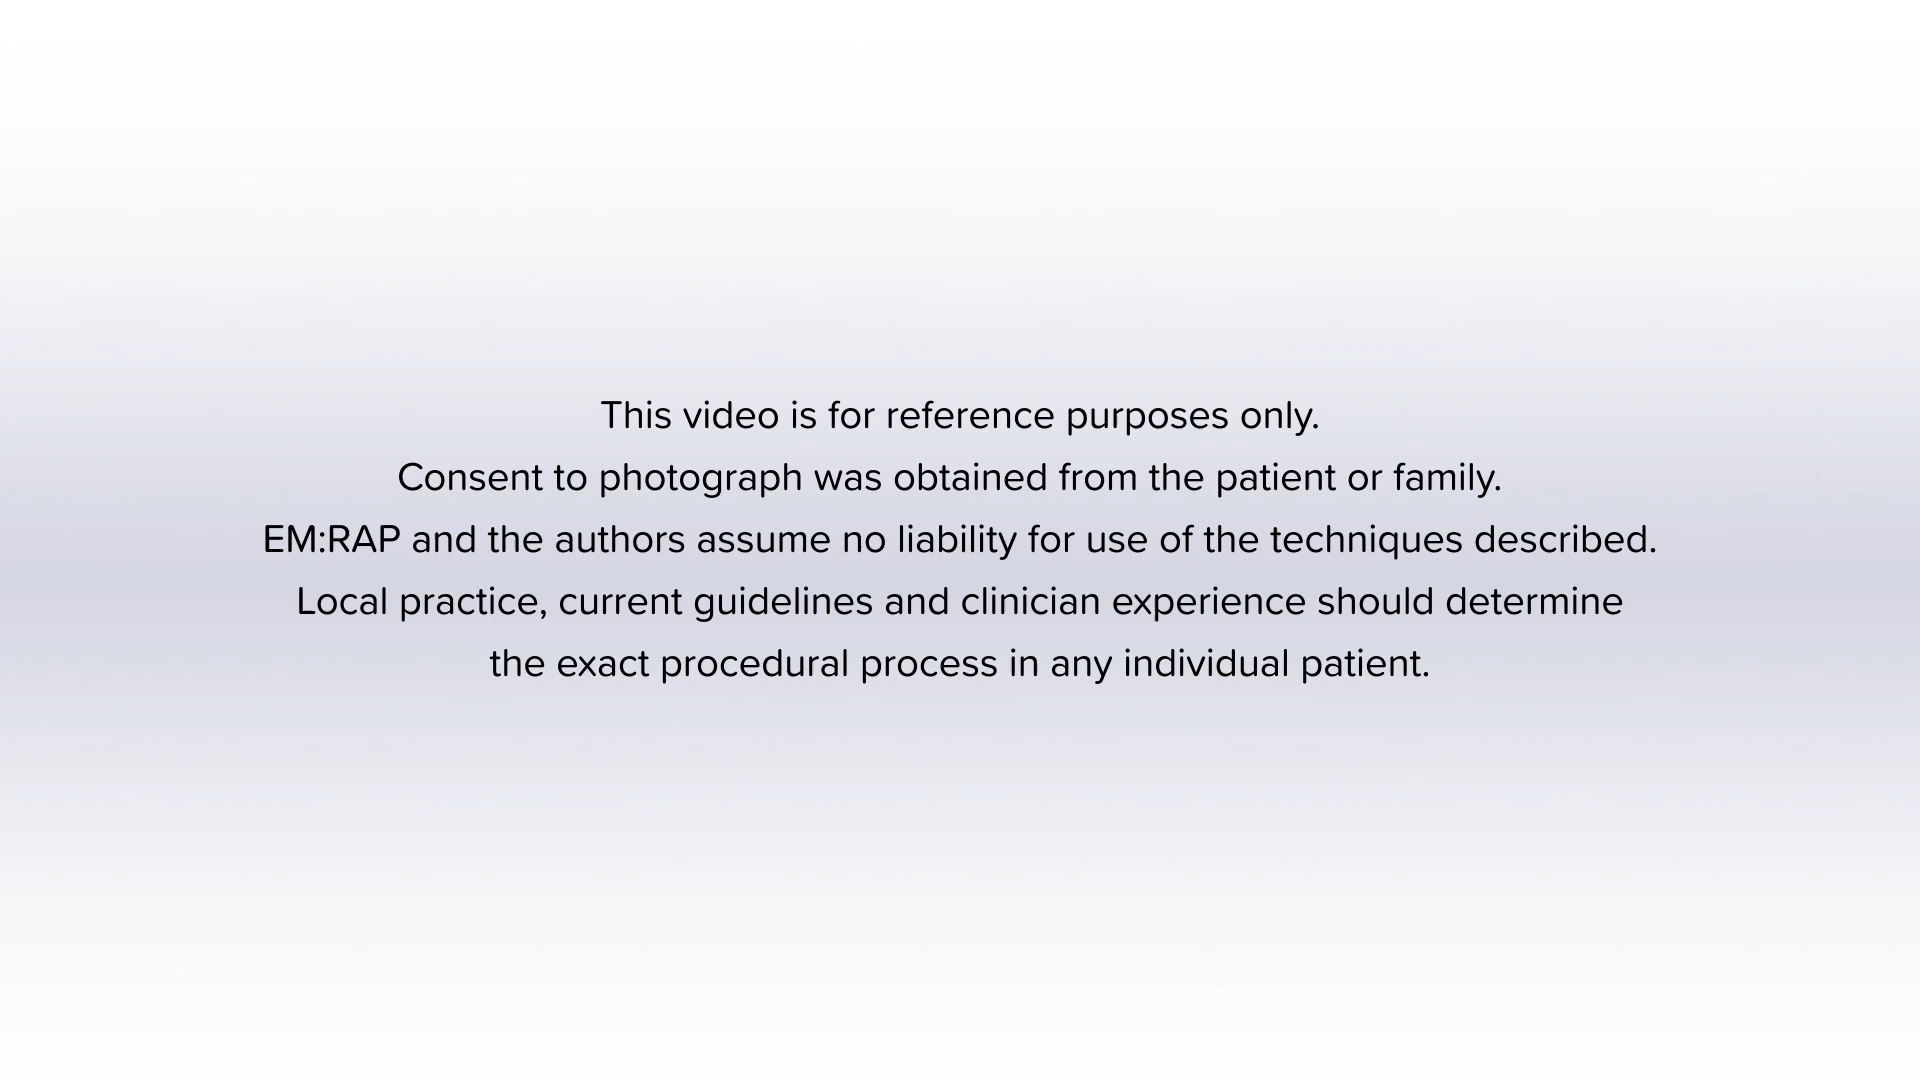 This video is for reference purposes only.
Consent to photograph was obtained from the patient or family.
EM:RAP and the authors assume no liability for use of the techniques described.
Local practice, current guidelines and clinician experience should determine
the exact procedural process in any individual patient.